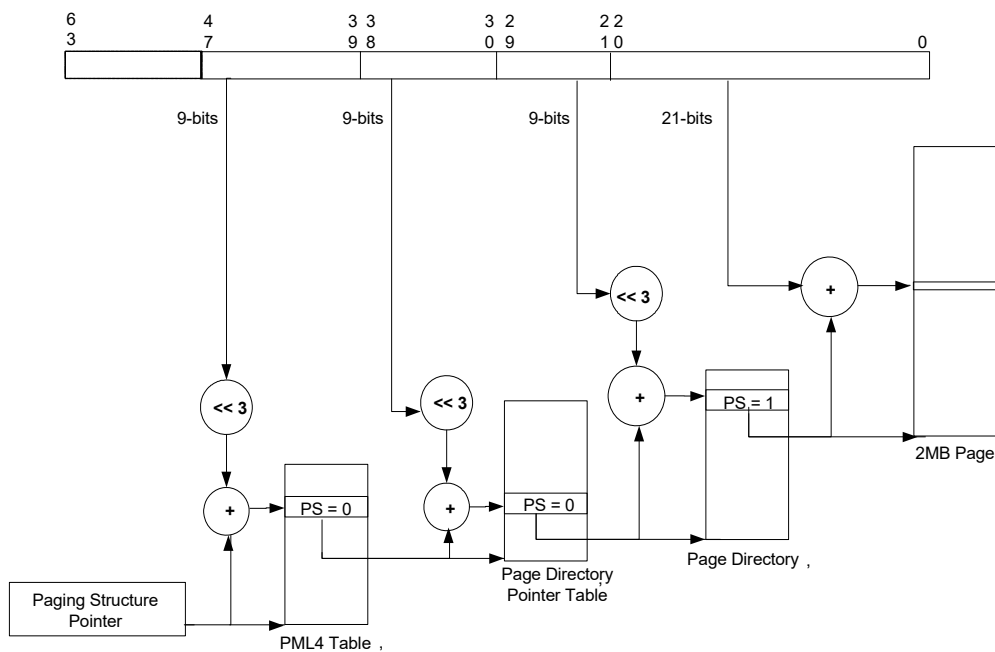 6 4 3 3 3 2 2 2 0
3 7 9 8 0 9 1 0
9-bits 9-bits 9-bits 21-bits
<< 3
+
PS = 1
2MB Page
<< 3
<< 3
+
PS = 0
+
PS = 0
+
Page Directory ,
Page Directory
Pointer Table ,
Paging Structure
Pointer
PML4 Table ,